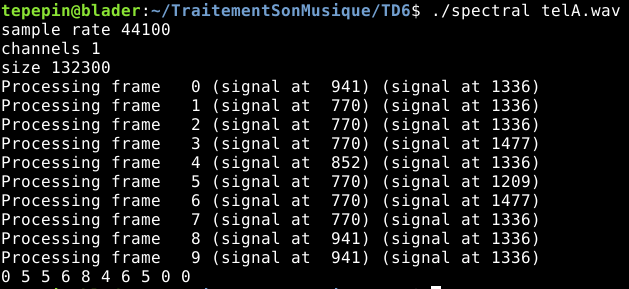 tepepin@blader:~/TraitementSonMusique/TD6$ ./spectral telA.wav
sample rate 44100
channels 1
size 132300
Processing frame   0 (signal at  941) (signal at 1336)
Processing frame   1 (signal at  770) (signal at 1336)
Processing frame   2 (signal at  770) (signal at 1336)
Processing frame   3 (signal at  770) (signal at 1477)
Processing frame   4 (signal at  852) (signal at 1336)
Processing frame   5 (signal at  770) (signal at 1209)
Processing frame   6 (signal at  770) (signal at 1477)
Processing frame   7 (signal at  770) (signal at 1336)
Processing frame   8 (signal at  941) (signal at 1336)
Processing frame   9 (signal at  941) (signal at 1336)
0 5 5 6 8 4 6 5 0 0